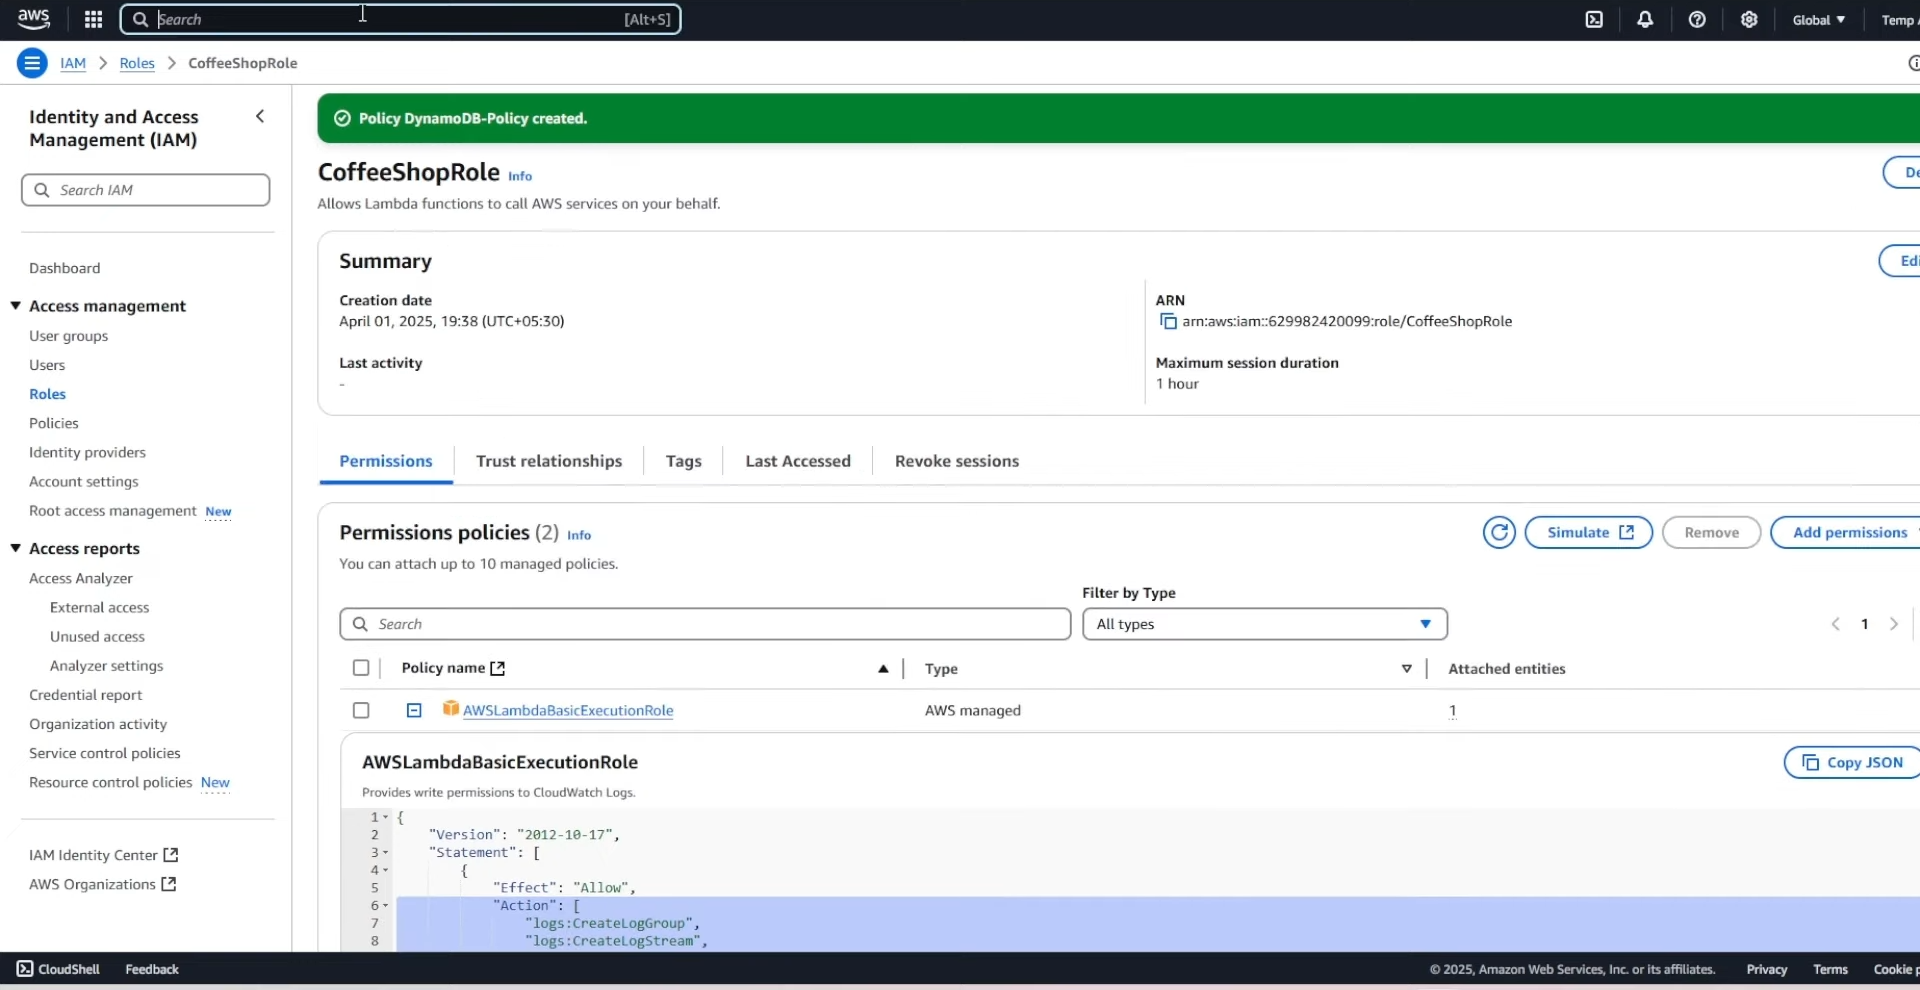 aws
Search [Alt+S]
Global
Temp
IAM
Roles
CoffeeShopRole
Identity and Access
Management (IAM)
Search IAM
Dashboard
Access management
User groups
Users
Roles
Policies
Identity providers
Account settings
Root access management New
Access reports
Access Analyzer
External access
Unused access
Analyzer settings
Credential report
Organization activity
Service control policies
Resource control policies New
IAM Identity Center
AWS Organizations
Policy DynamoDB-Policy created.
CoffeeShopRole Info
De
Allows Lambda functions to call AWS services on your behalf.
Summary
Edi
Creation date
April 01, 2025, 19:38 (UTC+05:30)
ARN
arn:aws:iam::629982420099:role/CoffeeShopRole
Last activity
-
Maximum session duration
1 hour
Permissions
Trust relationships
Tags
Last Accessed
Revoke sessions
Permissions policies (2) Info
Simulate
Remove
Add permissions
You can attach up to 10 managed policies.
Filter by Type
Search
All types
1
Policy name
Type
Attached entities
AWSLambdaBasicExecutionRole
AWS managed
1
AWSLambdaBasicExecutionRole
Copy JSON
Provides write permissions to CloudWatch Logs.
1 {
2 "Version": "2012-10-17",
3 "Statement": [
4 {
5 "Effect": "Allow",
6 "Action": [
7 "logs:CreateLogGroup",
8 "logs:CreateLogStream",
CloudShell
Feedback
© 2025, Amazon Web Services, Inc. or its affiliates.
Privacy
Terms
Cookie p